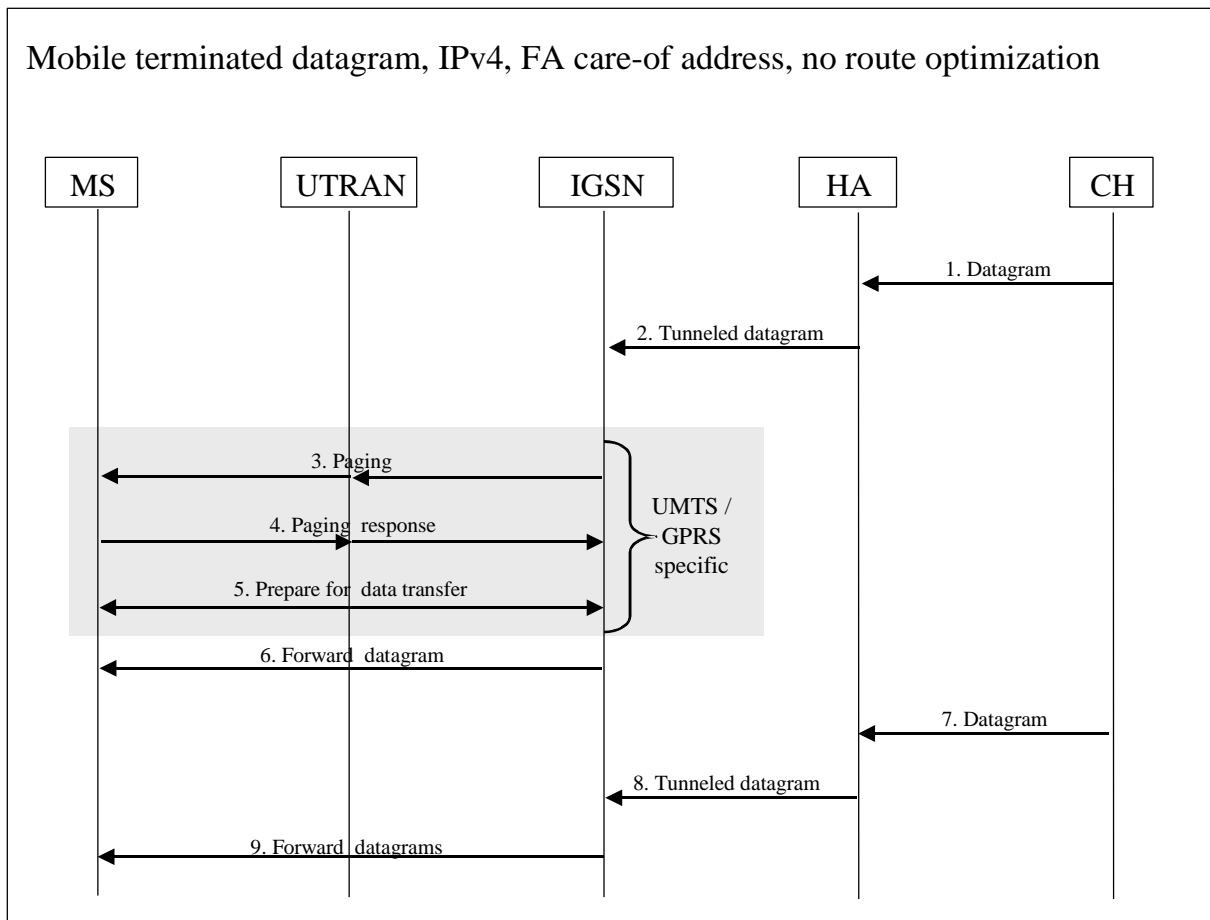 Mobile terminated datagram, IPv4, FA care-of address, no route optimization
MS
UTRAN
IGSN
HA
CH
1. Datagram
2. Tunneled datagram
3. Paging
4. Paging response
5. Prepare for data transfer
UMTS /
GPRS
specific
6. Forward datagram
7. Datagram
8. Tunneled datagram
9. Forward datagrams